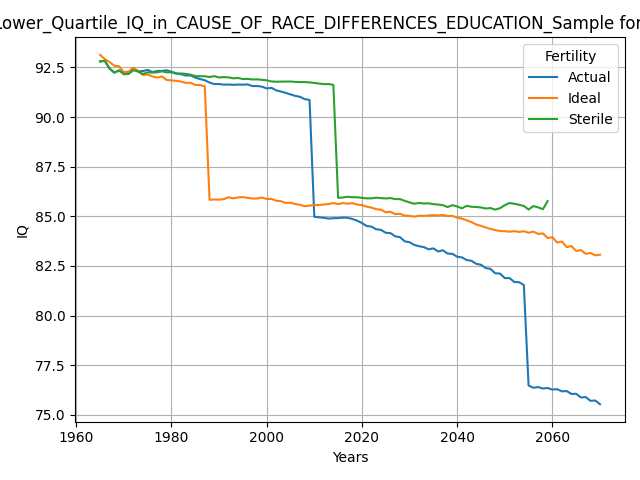 Lower_Quartile_IQ_in_CAUSE_OF_RACE_DIFFERENCES_EDUCATION_Sample for
Fertility
Actual
Ideal
Sterile
92.5
90.0
87.5
85.0
82.5
80.0
77.5
75.0
IQ
1960 1980 2000 2020 2040 2060
Years